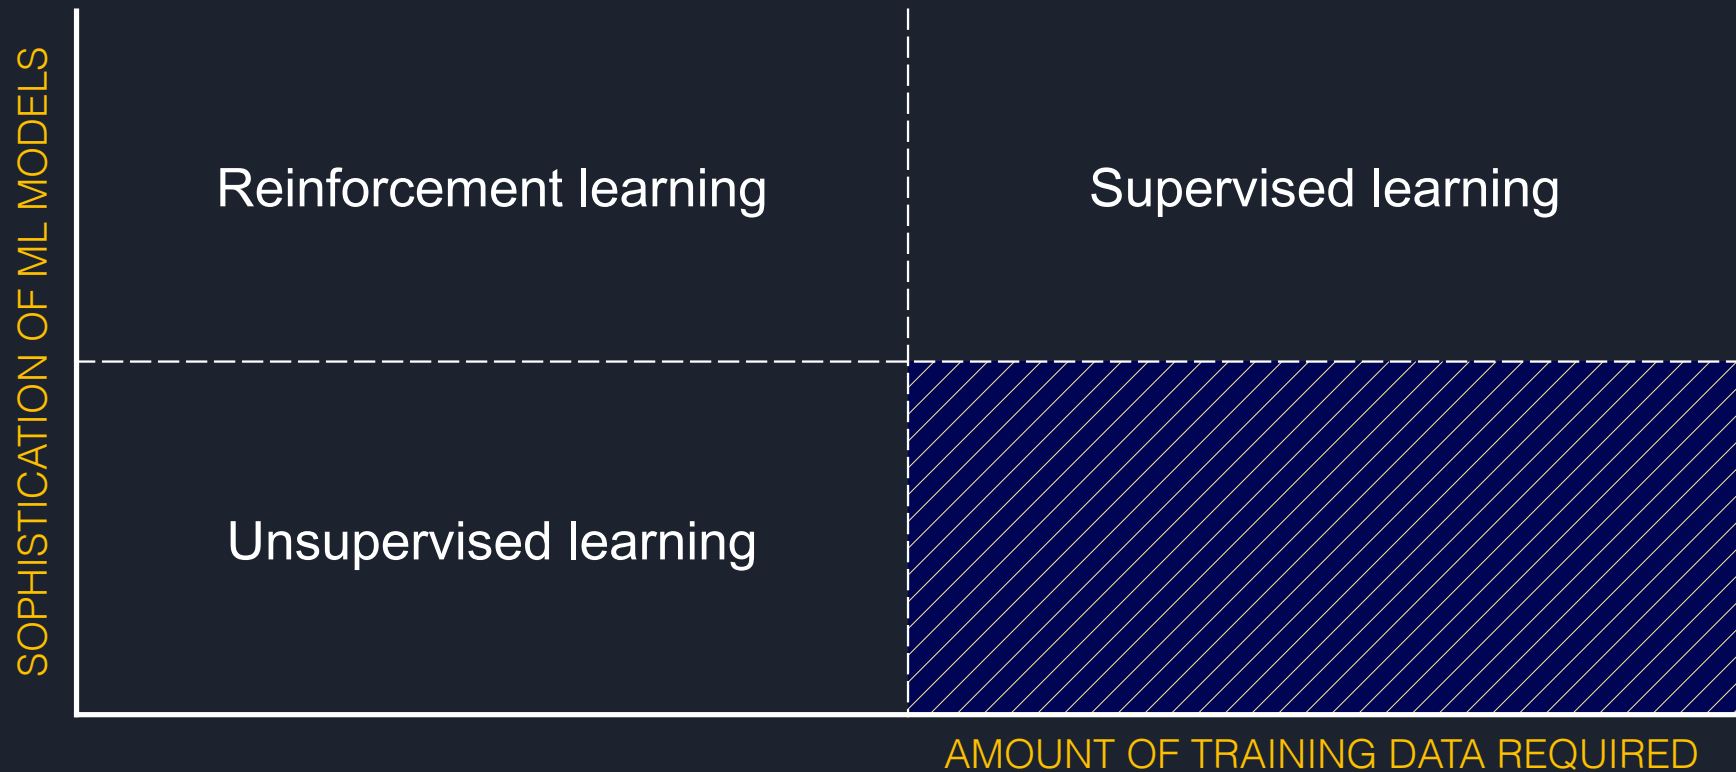 SOPHISTICATION OF ML MODELS
Reinforcement learning
Supervised learning
Unsupervised learning
AMOUNT OF TRAINING DATA REQUIRED